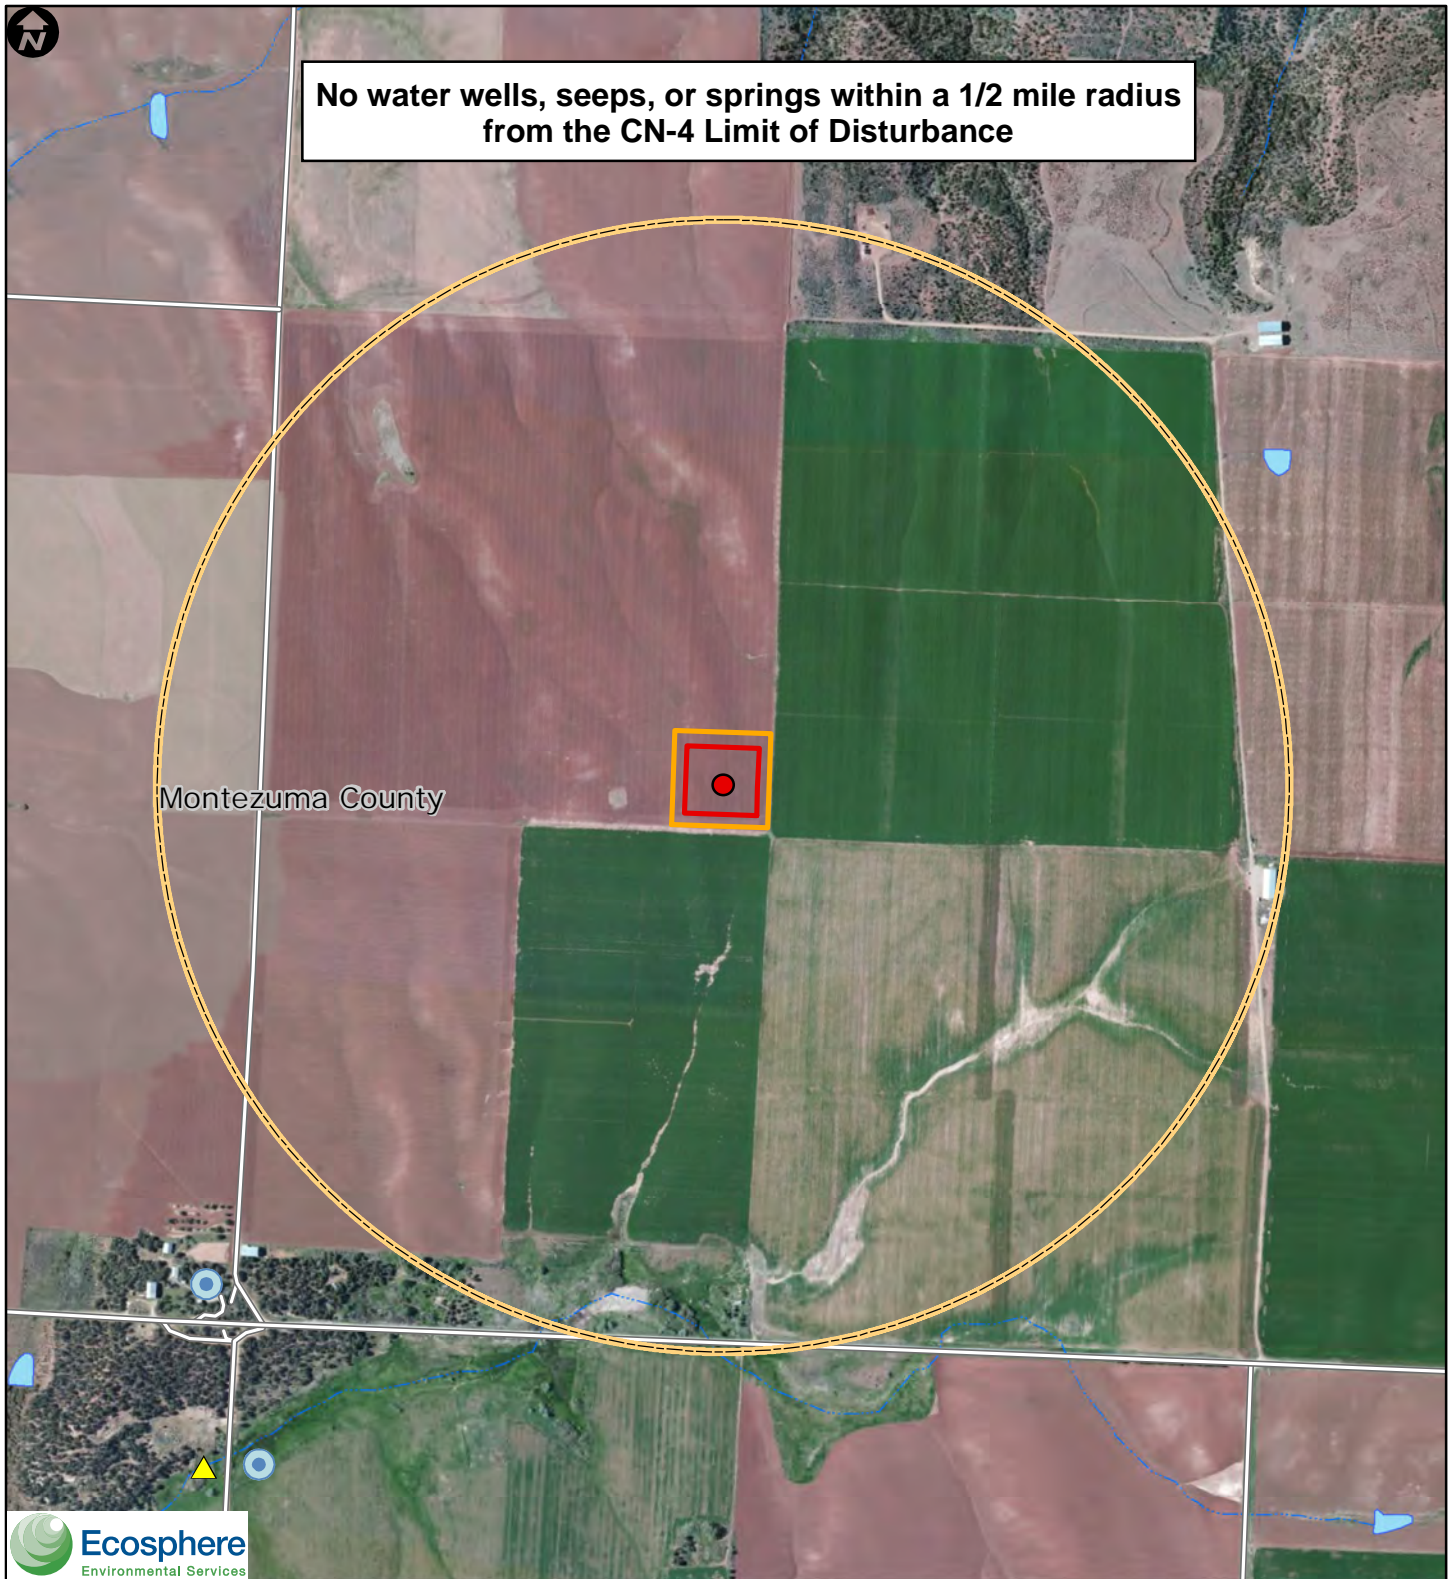 N
No water wells, seeps, or springs within a 1/2 mile radius
from the CN-4 Limit of Disturbance
Montezuma County
Ecosphere
Environmental Services